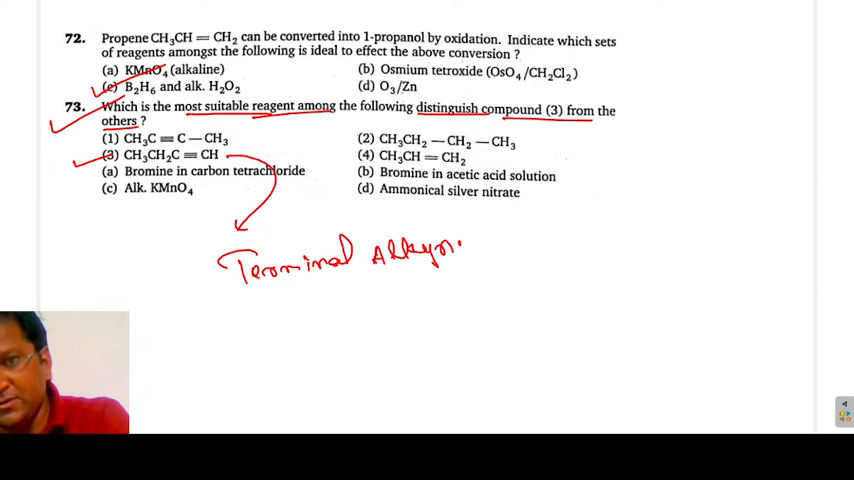 72. Propene CH₃CH = CH₂ can be converted into 1-propanol by oxidation. Indicate which sets
of reagents amongst the following is ideal to effect the above conversion ?
(a) KMnO₄ (alkaline) (b) Osmium tetroxide (OsO₄/CH₂Cl₂)
(c) B₂H₆ and alk. H₂O₂ (d) O₃/Zn
73. Which is the most suitable reagent among the following distinguish compound (3) from the
others ?
(1) CH₃C ≡ C — CH₃ (2) CH₃CH₂ — CH₂ — CH₃
(3) CH₃CH₂C ≡ CH (4) CH₃CH = CH₂
(a) Bromine in carbon tetrachloride (b) Bromine in acetic acid solution
(c) Alk. KMnO₄ (d) Ammonical silver nitrate
Terminal Alkyn.